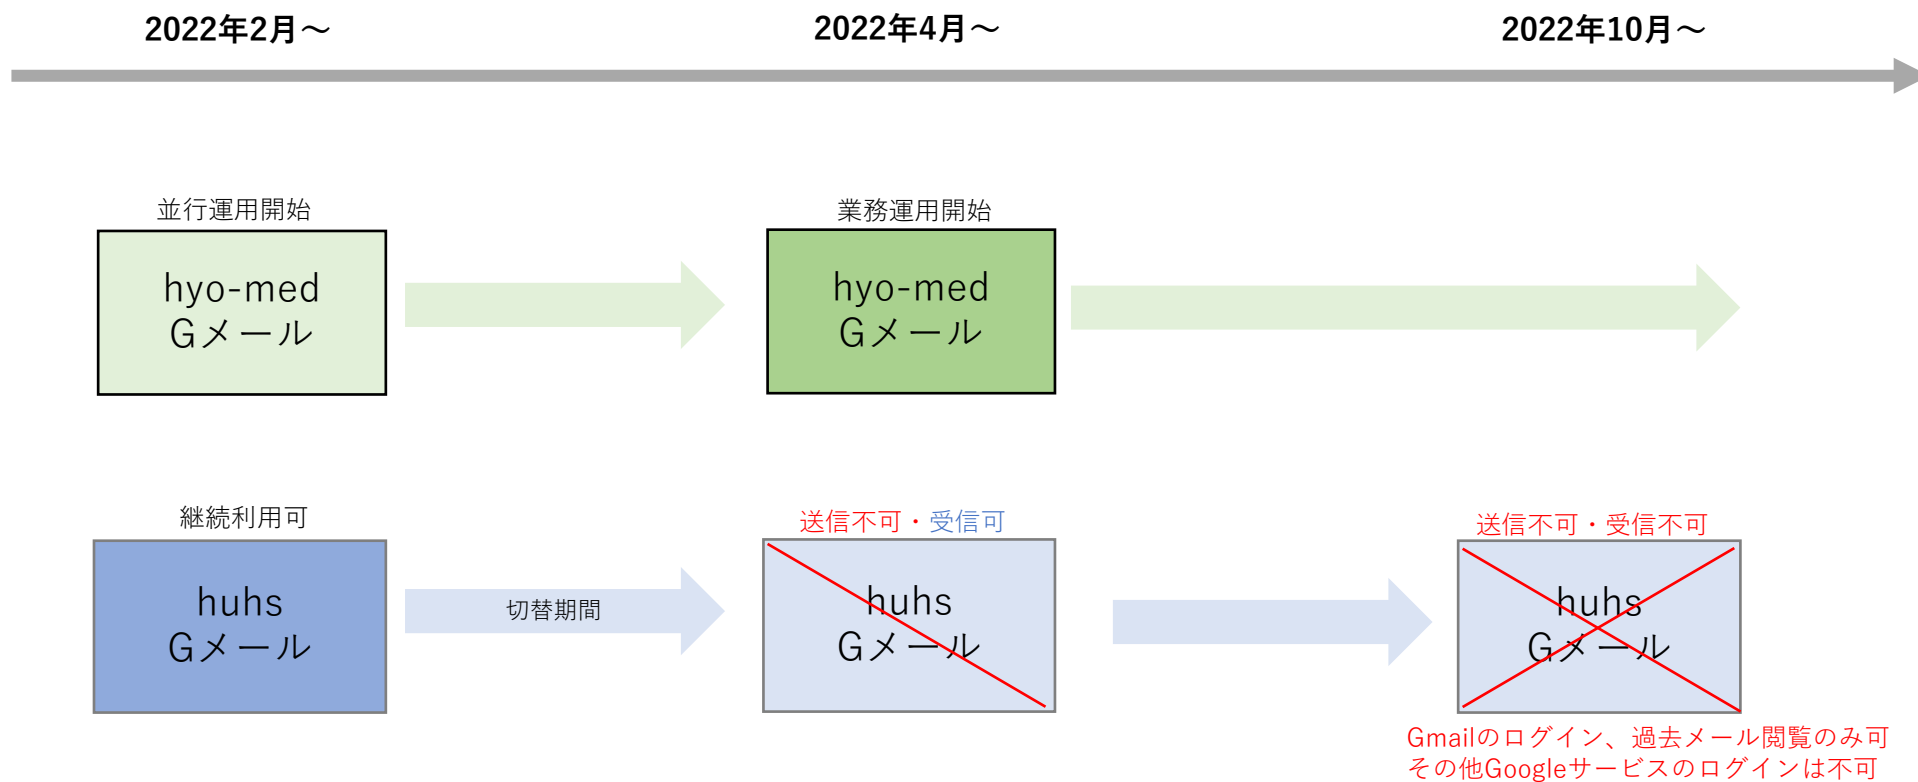 2022年2月～
2022年4月～
2022年10月～
並行運用開始
業務運用開始
hyo-med
Gメール
hyo-med
Gメール
継続利用可
送信不可・受信可
送信不可・受信不可
huhs
Gメール
切替期間
huhs
Gメール
huhs
Gメール
Gmailのログイン、過去メール閲覧のみ可
その他Googleサービスのログインは不可